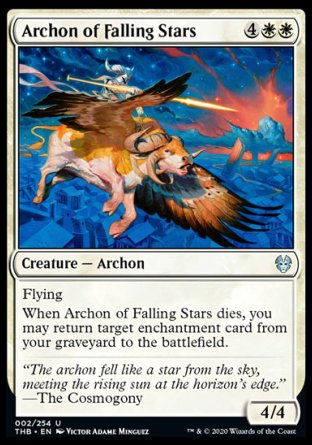 Archon of Falling Stars 4
Creature — Archon
Flying
When Archon of Falling Stars dies, you
may return target enchantment card from
your graveyard to the battlefield.
“The archon fell like a star from the sky,
meeting the rising sun at the horizon’s edge.”
—The Cosmogony
4/4
002/254 U
THB • EN Victor Adame Minguez ™ & © 2020 Wizards of the Coast